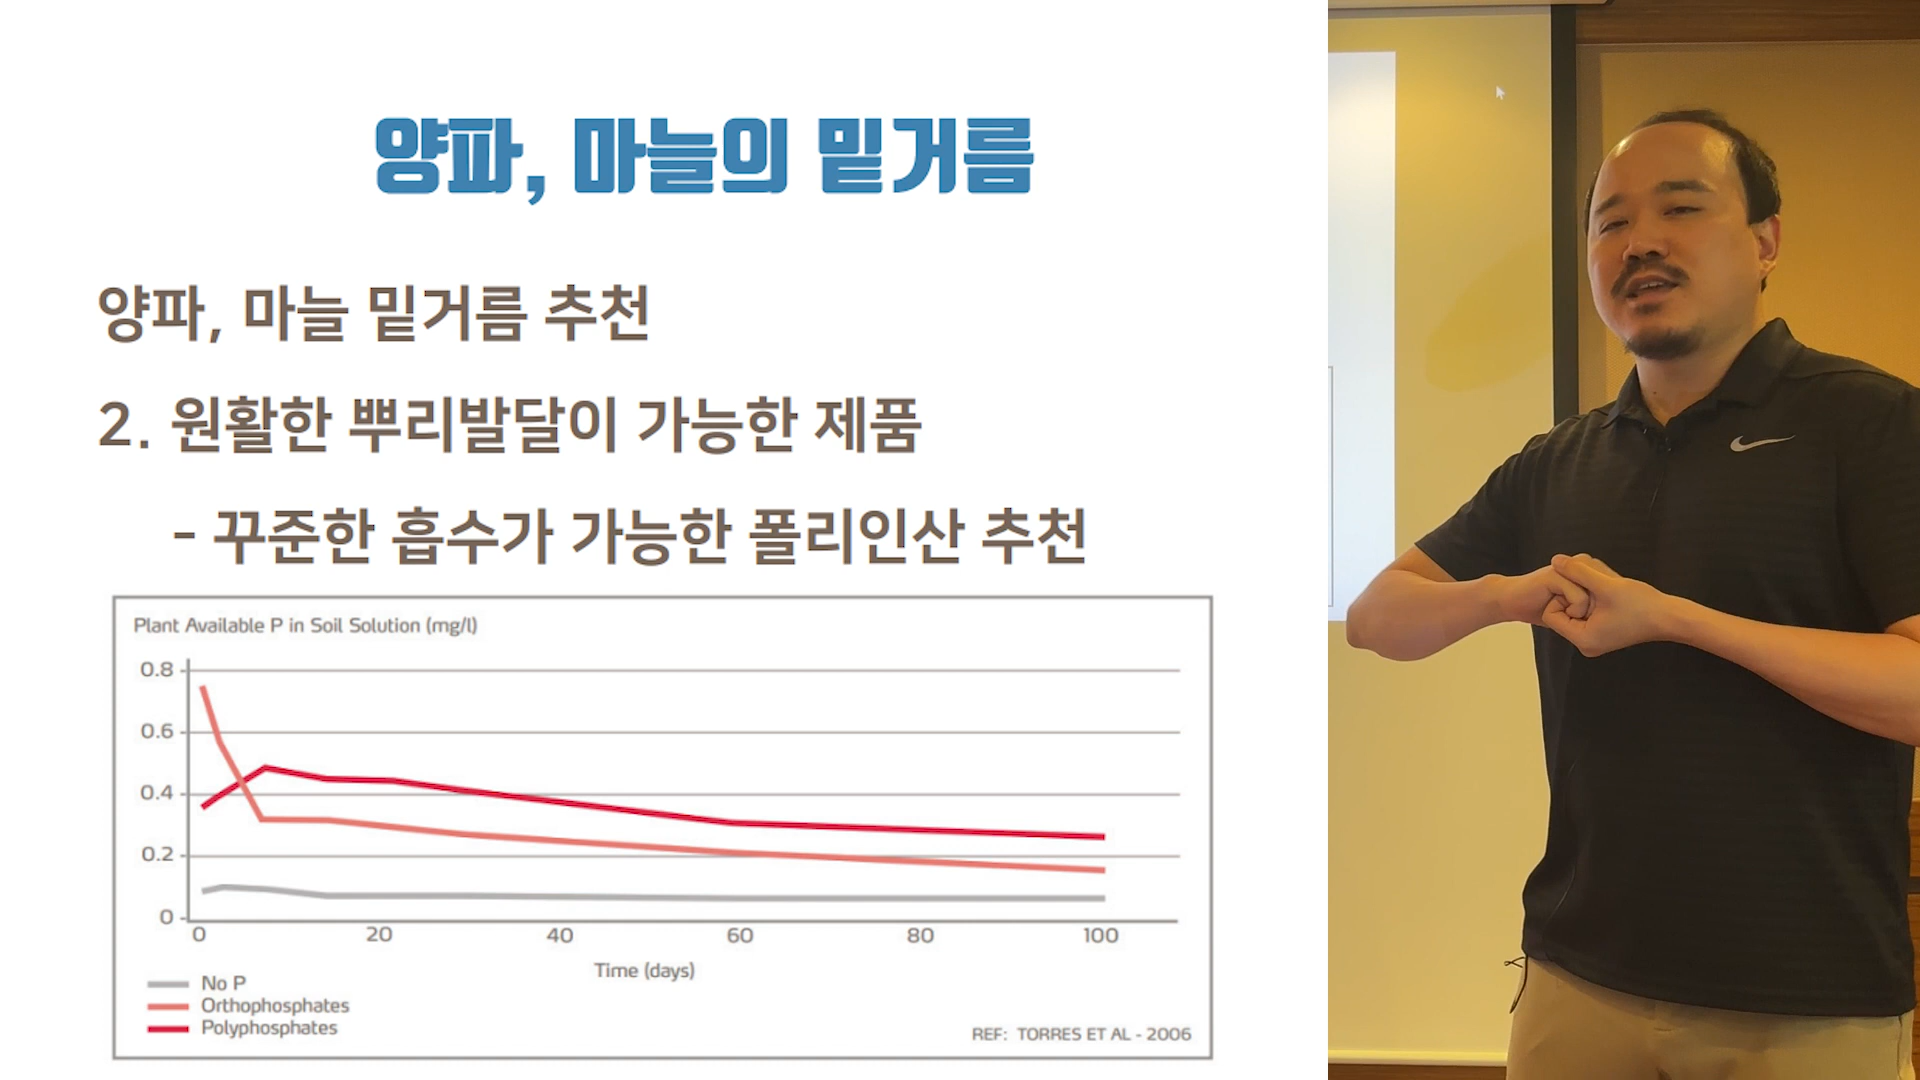 양파, 마늘의 밑거름
양파, 마늘 밑거름 추천
2. 원활한 뿌리발달이 가능한 제품
- 꾸준한 흡수가 가능한 폴리인산 추천
Plant Available P in Soil Solution (mg/l)
0.8
0.6
0.4
0.2
0
0 20 40 60 80 100
Time (days)
No P
Orthophosphates
Polyphosphates
REF: TORRES ET AL - 2006